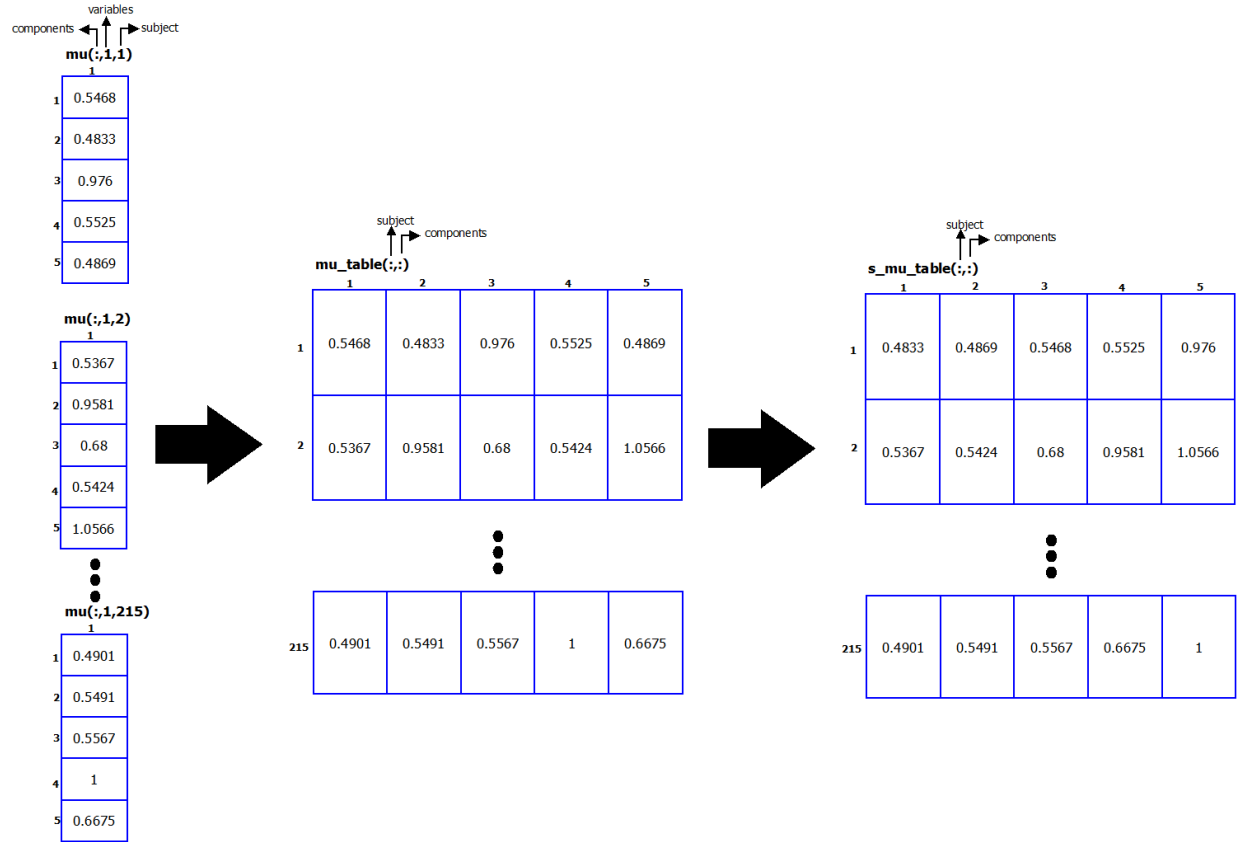 variables
components subject
mu(:,1,1)
1
1 0.5468
2 0.4833
3 0.976
4 0.5525
5 0.4869
mu(:,1,2)
1
1 0.5367
2 0.9581
3 0.68
4 0.5424
5 1.0566
mu(:,1,215)
1
1 0.4901
2 0.5491
3 0.5567
4 1
5 0.6675
subject
components
mu_table(:,:)
1 2 3 4 5
1 0.5468 0.4833 0.976 0.5525 0.4869
2 0.5367 0.9581 0.68 0.5424 1.0566
215 0.4901 0.5491 0.5567 1 0.6675
subject
components
s_mu_table(:,:)
1 2 3 4 5
1 0.4833 0.4869 0.5468 0.5525 0.976
2 0.5367 0.5424 0.68 0.9581 1.0566
215 0.4901 0.5491 0.5567 0.6675 1